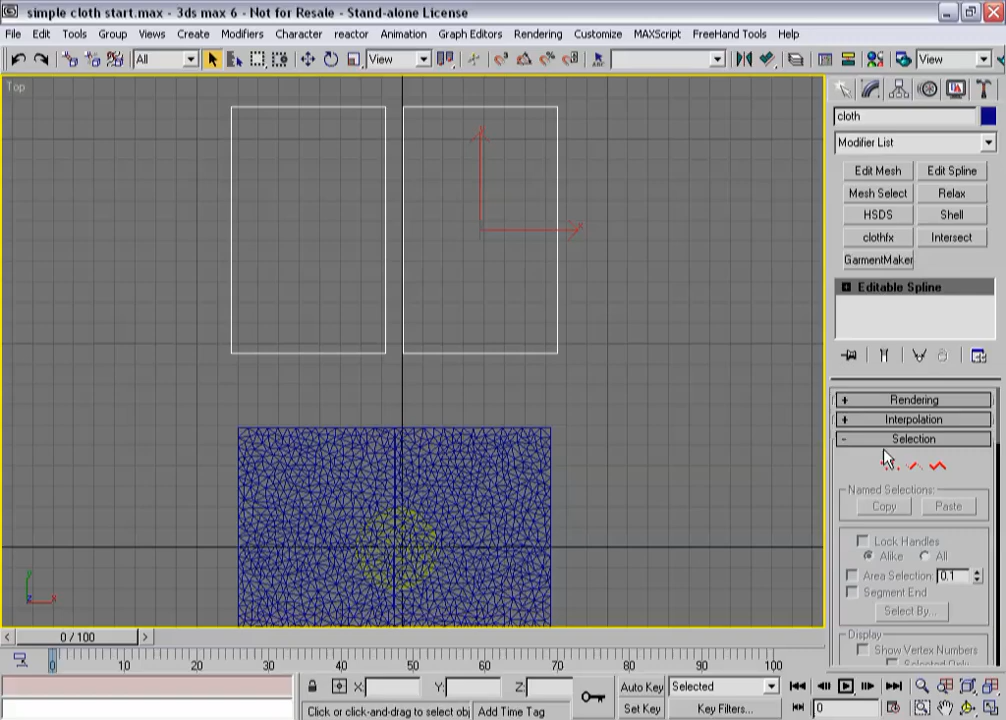 simple cloth start.max - 3ds max 6 - Not for Resale - Stand-alone License
File Edit Tools Group Views Create Modifiers Character reactor Animation Graph Editors Rendering Customize MAXScript FreeHand Tools Help
All View View
Top
cloth
Modifier List
Edit Mesh Edit Spline
Mesh Select Relax
HSDS Shell
clothfx Intersect
GarmentMaker
Editable Spline
+ Rendering
+ Interpolation
- Selection
Named Selections:
Copy Paste
Lock Handles
Alike All
Area Selection: 0.1
Segment End
Select By...
Display
Show Vertex Numbers
Selected Only
x
y
z x
< 0 / 100 >
0 10 20 30 40 50 60 70 80 90 100
X: Y: Z: Auto Key Selected
Click or click-and-drag to select obj Add Time Tag Set Key Key Filters... 0